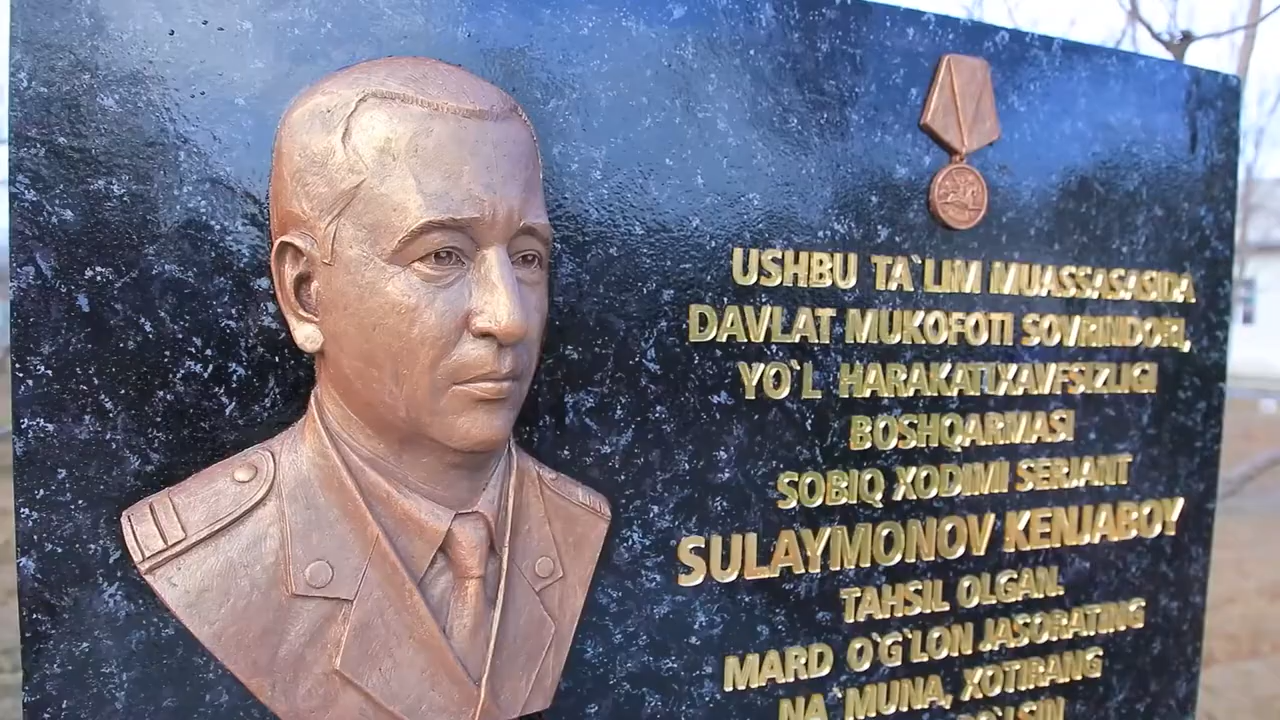 USHBU TA`LIM MUASSASASIDA
DAVLAT MUKOFOTI SOVRINDORI,
YO`L HARAKATI XAVFSIZLIGI
BOSHQARMASI
SOBIQ XODIMI SERJANT
SULAYMONOV KENJABOY
TAHSIL OLGAN.
MARD O`G`LON JASORATING
NA`MUNA, XOTIRANG